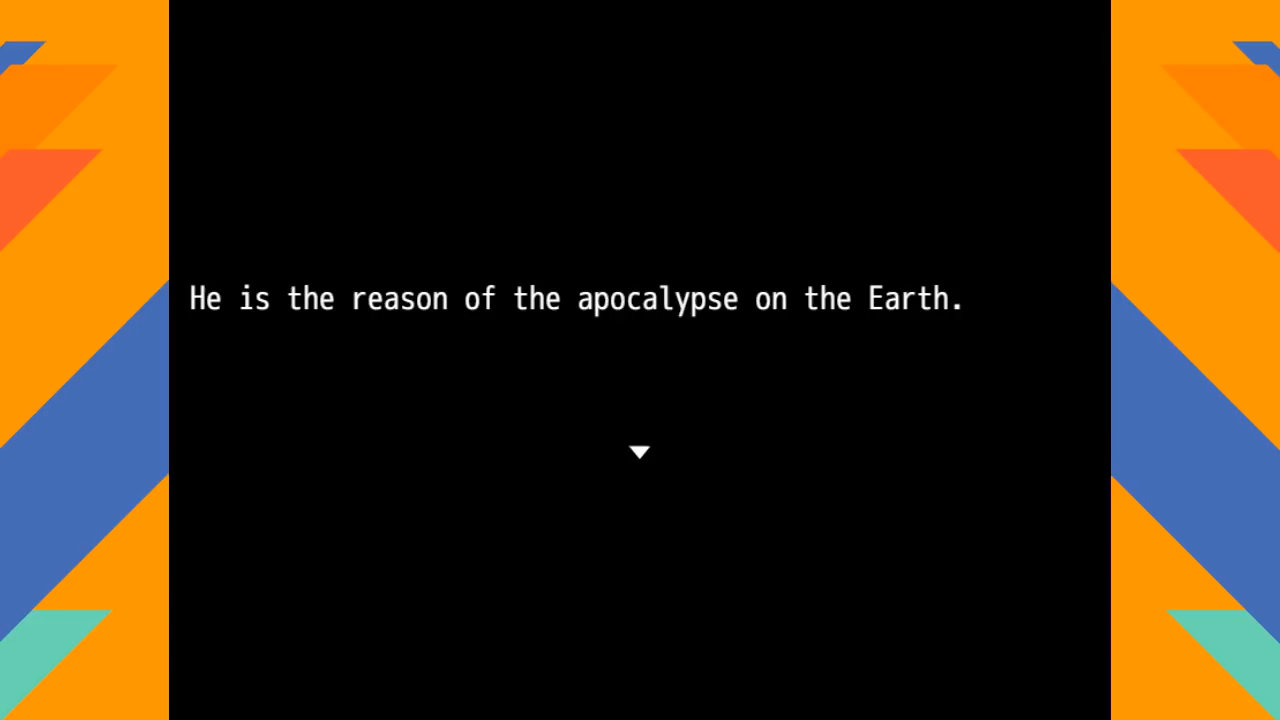 He is the reason of the apocalypse on the Earth.